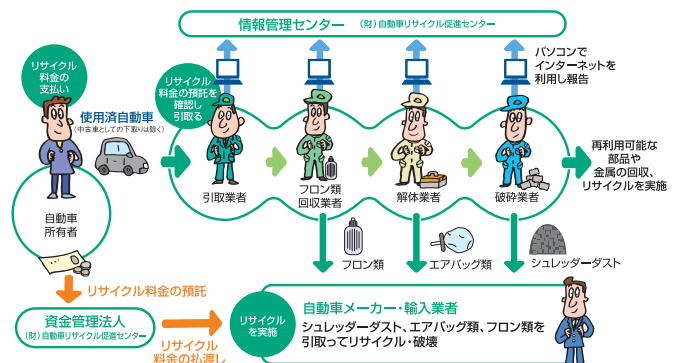 情報管理センター （財）自動車リサイクル促進センター
リサイクル
料金の
支払い
リサイクル
料金の預託を
確認し
引取る
パソコンで
インターネットを
利用し報告
使用済自動車
（中古車としての下取りは除く）
自動車
所有者
引取業者
フロン類
回収業者
解体業者
破砕業者
再利用可能な
部品や
金属の回収、
リサイクルを実施
フロン類
エアバッグ類
シュレッダーダスト
リサイクル料金の預託
資金管理法人
（財）自動車リサイクル促進センター
リサイクル
料金の払渡し
リサイクル
を実施
自動車メーカー・輸入業者
シュレッダーダスト、エアバッグ類、フロン類を
引取ってリサイクル・破壊